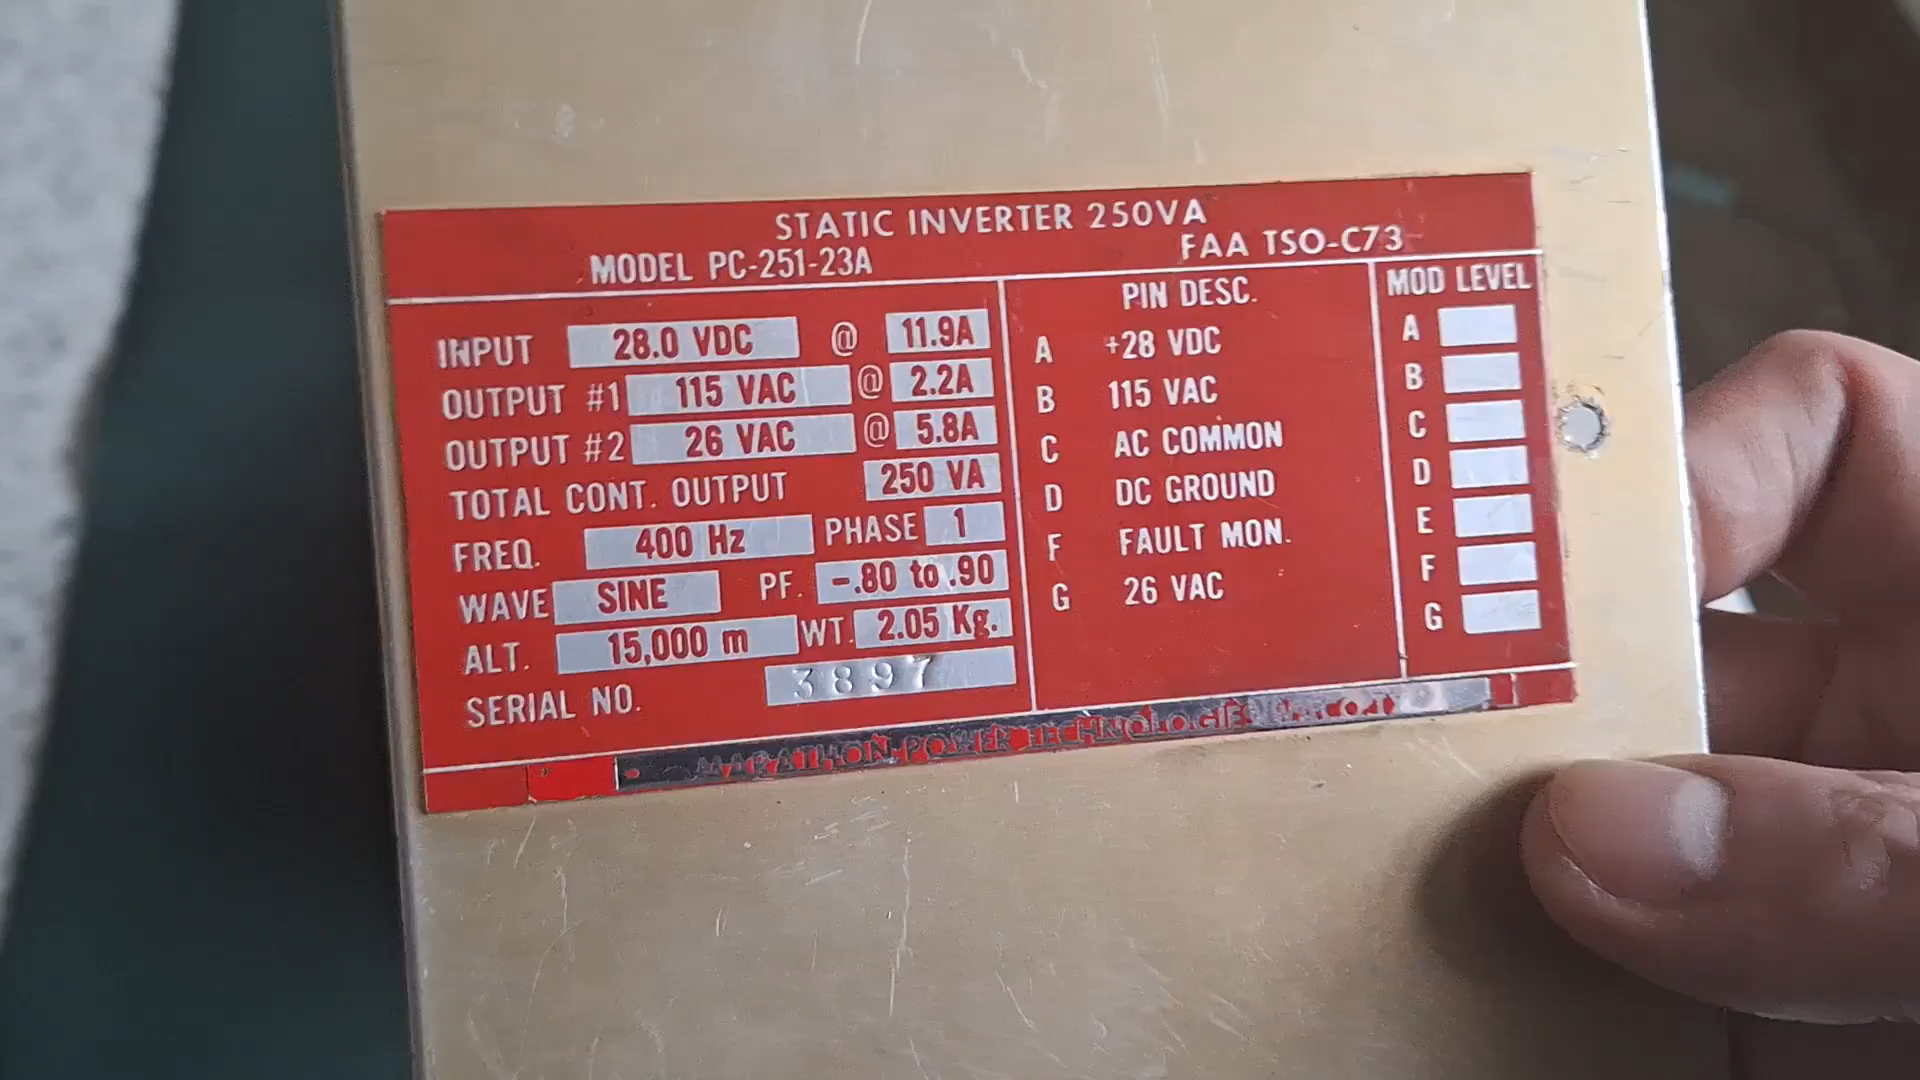 STATIC INVERTER 250VA
MODEL PC-251-23A FAA TSO-C73
INPUT 28.0 VDC @ 11.9A
OUTPUT #1 115 VAC @ 2.2A
OUTPUT #2 26 VAC @ 5.8A
TOTAL CONT. OUTPUT 250 VA
FREQ. 400 Hz PHASE 1
WAVE SINE PF. -.80 to .90
ALT. 15,000 m WT. 2.05 Kg.
SERIAL NO. 3897
PIN DESC.
A +28 VDC
B 115 VAC
C AC COMMON
D DC GROUND
F FAULT MON.
G 26 VAC
MOD LEVEL
A
B
C
D
E
F
G
MARATHON POWER TECHNOLOGIES